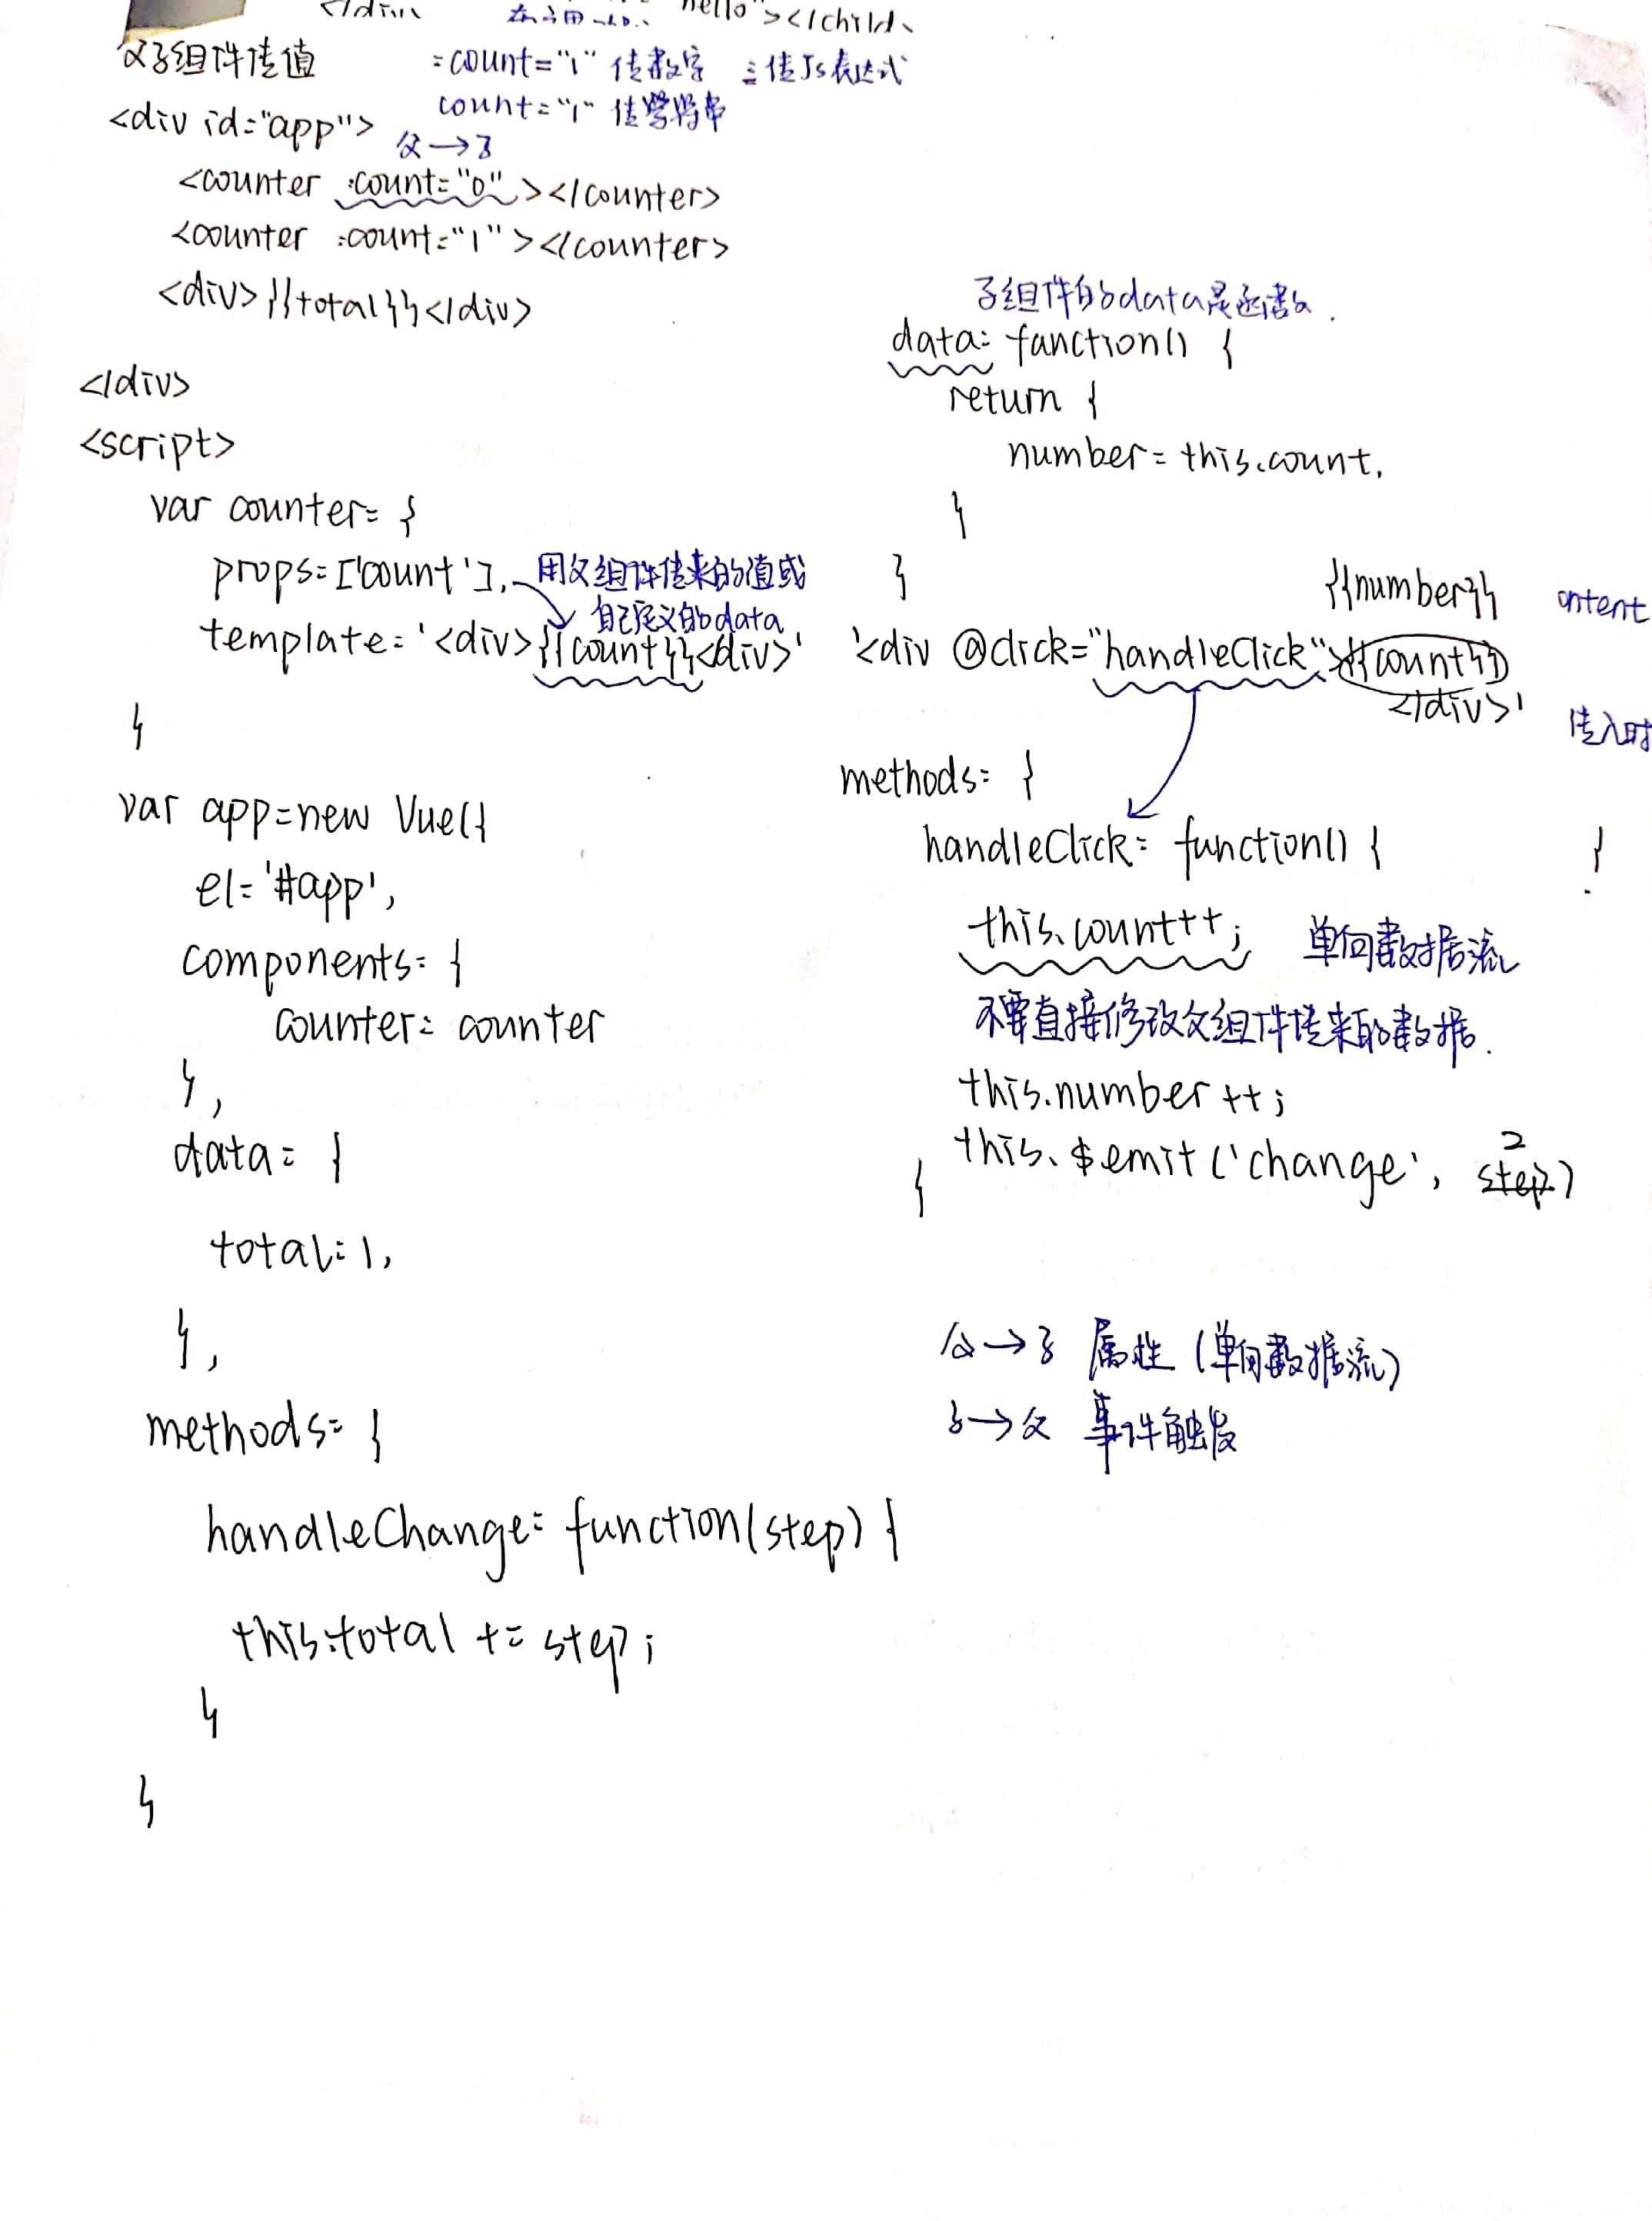 </div>
hello"></child
父子组件传值
:count="1" 传数字 :传Js表达式
count="1" 传字符串
<div id="app">
父→子
<counter :count="0"></counter>
<counter :count="1"></counter>
<div>{{total}}</div>
</div>
<script>
var counter= {
props:['count'],
用父组件传来的值或
自己定义的data
template: '<div>{{count}}<div>'
}
var app=new Vue({
el:'#app',
components: {
counter: counter
},
data: {
total:1,
},
methods: {
handleChange: function(step) {
this.total += step;
}
}
子组件的data是函数.
data: function() {
return {
number=this.count,
}
}
{{number}}
'<div @click="handleClick">{{count}}
</div>'
methods: {
handleClick: function() {
this.count++; 单向数据流
不要直接修改父组件传来的数据.
this.number++;
2
this.$emit('change', step)
}
父→子 属性(单向数据流)
子→父 事件触发
ontent
传入时
}